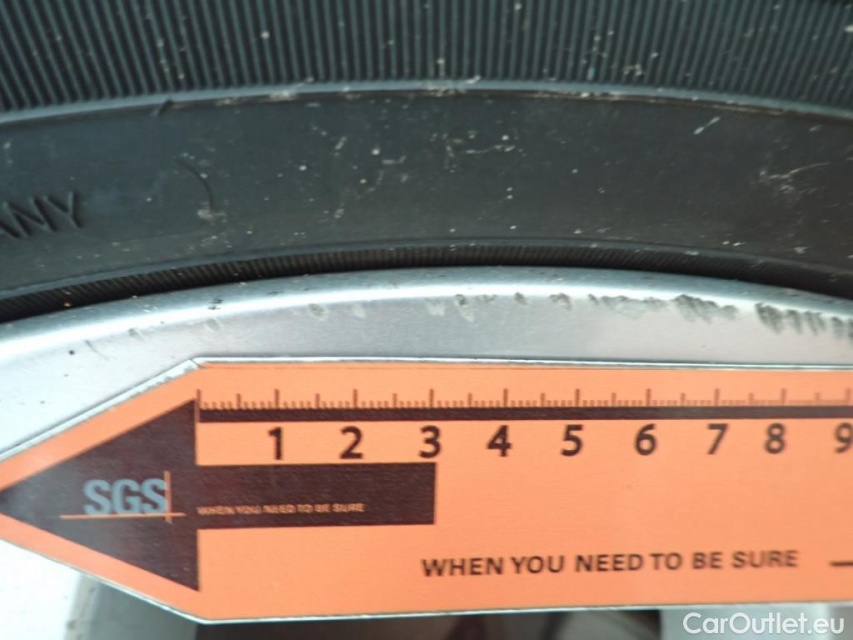 ANY
1 2 3 4 5 6 7 8 9
SGS
WHEN YOU NEED TO BE SURE
WHEN YOU NEED TO BE SURE
CarOutlet.eu